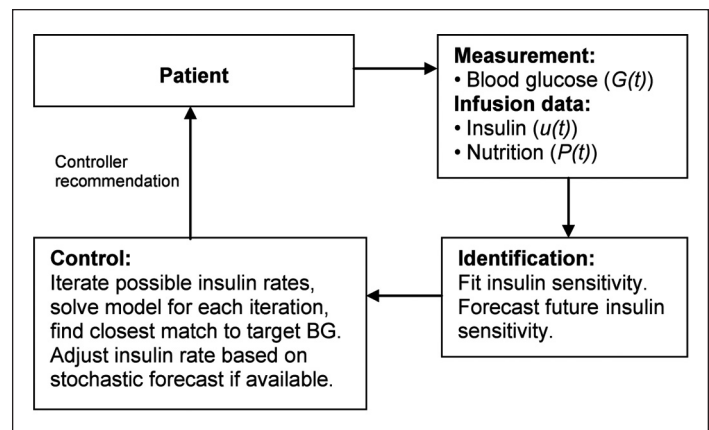 Patient
Measurement:
• Blood glucose (G(t))
Infusion data:
• Insulin (u(t))
• Nutrition (P(t))
Controller
recommendation
Control:
Iterate possible insulin rates,
solve model for each iteration,
find closest match to target BG.
Adjust insulin rate based on
stochastic forecast if available.
Identification:
Fit insulin sensitivity.
Forecast future insulin
sensitivity.